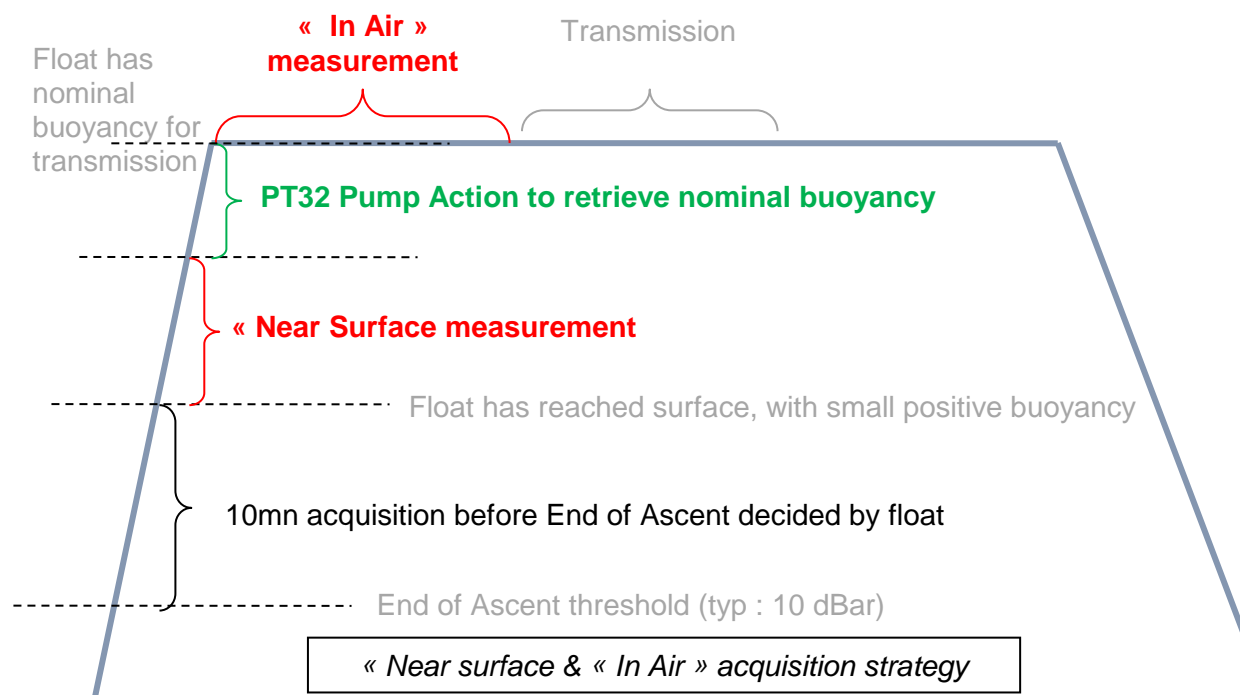 « In Air »
measurement
Transmission
Float has
nominal
buoyancy for
transmission
PT32 Pump Action to retrieve nominal buoyancy
« Near Surface measurement
Float has reached surface, with small positive buoyancy
10mn acquisition before End of Ascent decided by float
End of Ascent threshold (typ : 10 dBar)
« Near surface & « In Air » acquisition strategy